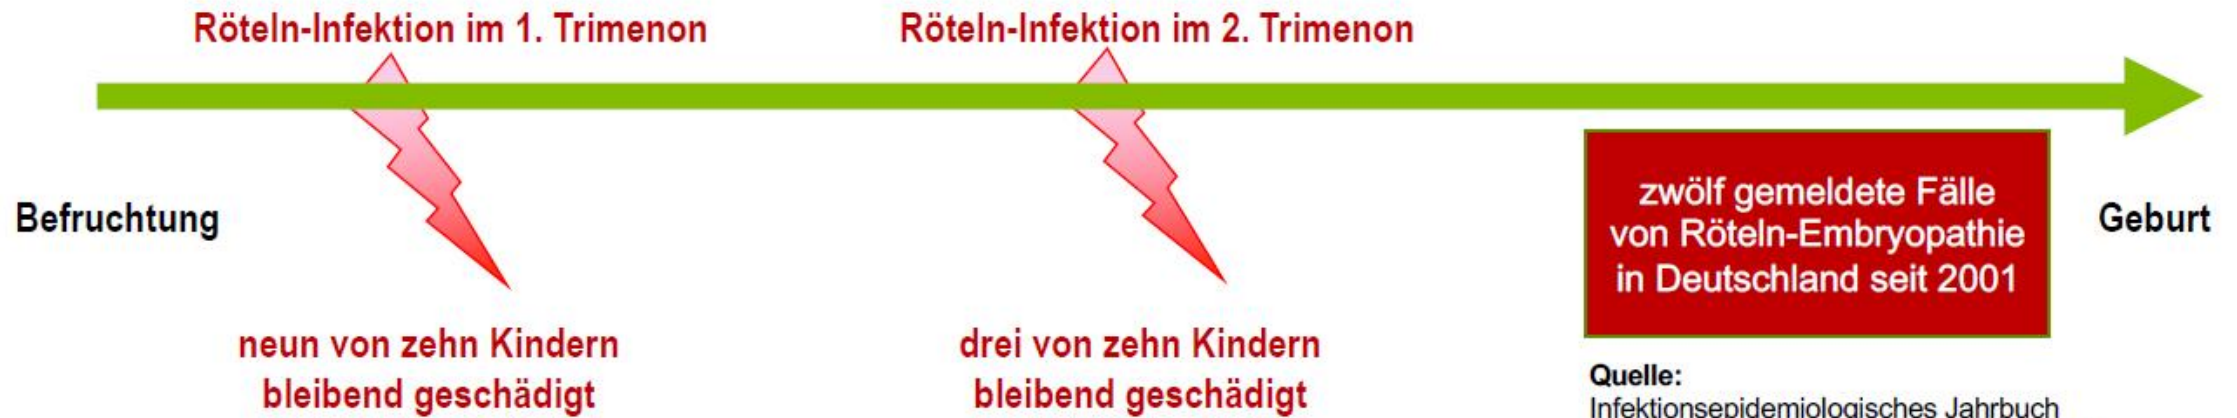 Röteln-Infektion im 1. Trimenon
Röteln-Infektion im 2. Trimenon
Befruchtung
zwölf gemeldete Fälle
von Röteln-Embryopathie
in Deutschland seit 2001
Geburt
neun von zehn Kindern
bleibend geschädigt
drei von zehn Kindern
bleibend geschädigt
Quelle:
Infektionsepidemiologisches Jahrbuch